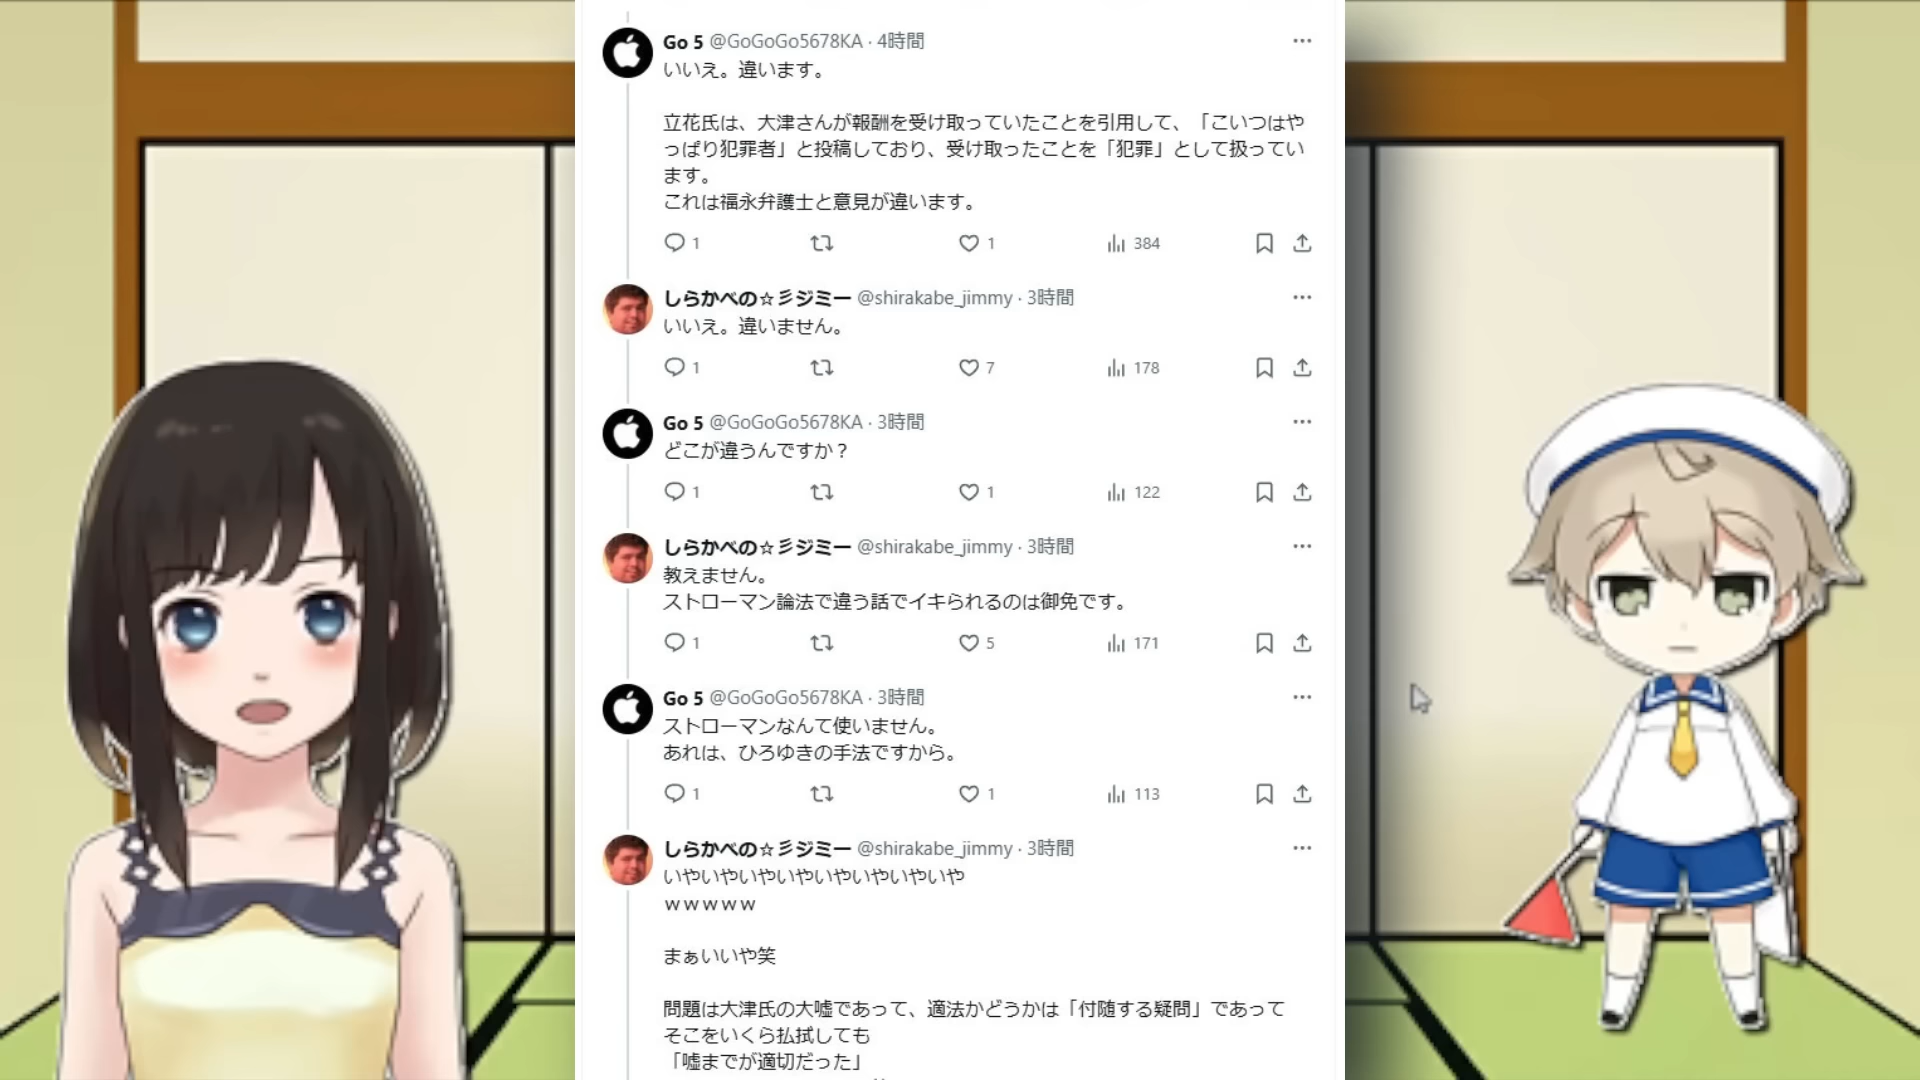 Go 5 @GoGoGo5678KA · 4時間
いいえ。違います。
立花氏は、大津さんが報酬を受け取っていたことを引用して、「こいつはや
っぱり犯罪者」と投稿しており、受け取ったことを「犯罪」として扱ってい
ます。
これは福永弁護士と意見が違います。
1 1 384
しらかべの☆彡ジミー @shirakabe_jimmy · 3時間
いいえ。違いません。
1 7 178
Go 5 @GoGoGo5678KA · 3時間
どこが違うんですか？
1 1 122
しらかべの☆彡ジミー @shirakabe_jimmy · 3時間
教えません。
ストローマン論法で違う話でイキられるのは御免です。
1 5 171
Go 5 @GoGoGo5678KA · 3時間
ストローマンなんて使いません。
あれは、ひろゆきの手法ですから。
1 1 113
しらかべの☆彡ジミー @shirakabe_jimmy · 3時間
いやいやいやいやいやいやいやいや
ｗｗｗｗｗ
まぁいいや笑
問題は大津氏の大嘘であって、適法かどうかは「付随する疑問」であって
そこをいくら払拭しても
「嘘までが適切だった」